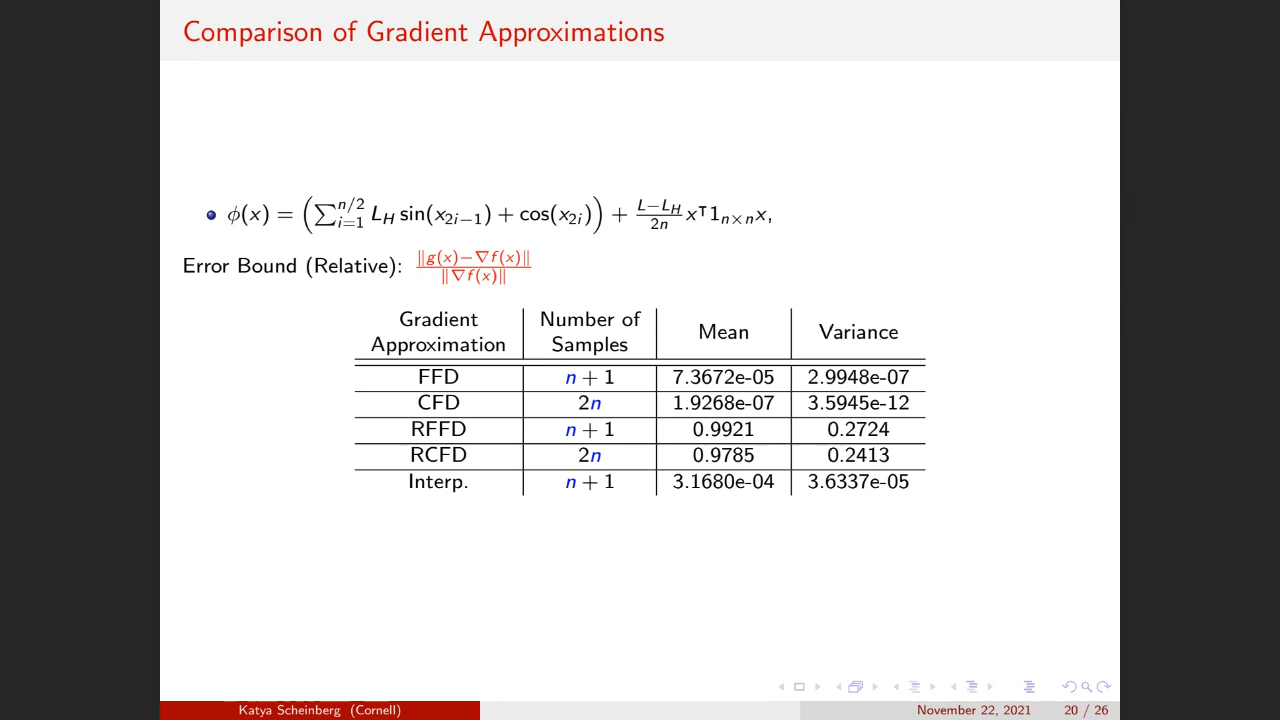 Comparison of Gradient Approximations
ϕ(x) = (∑_{i=1}^{n/2} L_H sin(x_{2i−1}) + cos(x_{2i})) + \frac{L−L_H}{2n} x^⊺ 1_{n×n} x,
Error Bound (Relative): \frac{‖g(x)−∇f(x)‖}{‖∇f(x)‖}
Gradient Approximation | Number of Samples | Mean | Variance
FFD | n + 1 | 7.3672e-05 | 2.9948e-07
CFD | 2n | 1.9268e-07 | 3.5945e-12
RFFD | n + 1 | 0.9921 | 0.2724
RCFD | 2n | 0.9785 | 0.2413
Interp. | n + 1 | 3.1680e-04 | 3.6337e-05
Katya Scheinberg (Cornell) November 22, 2021 20 / 26